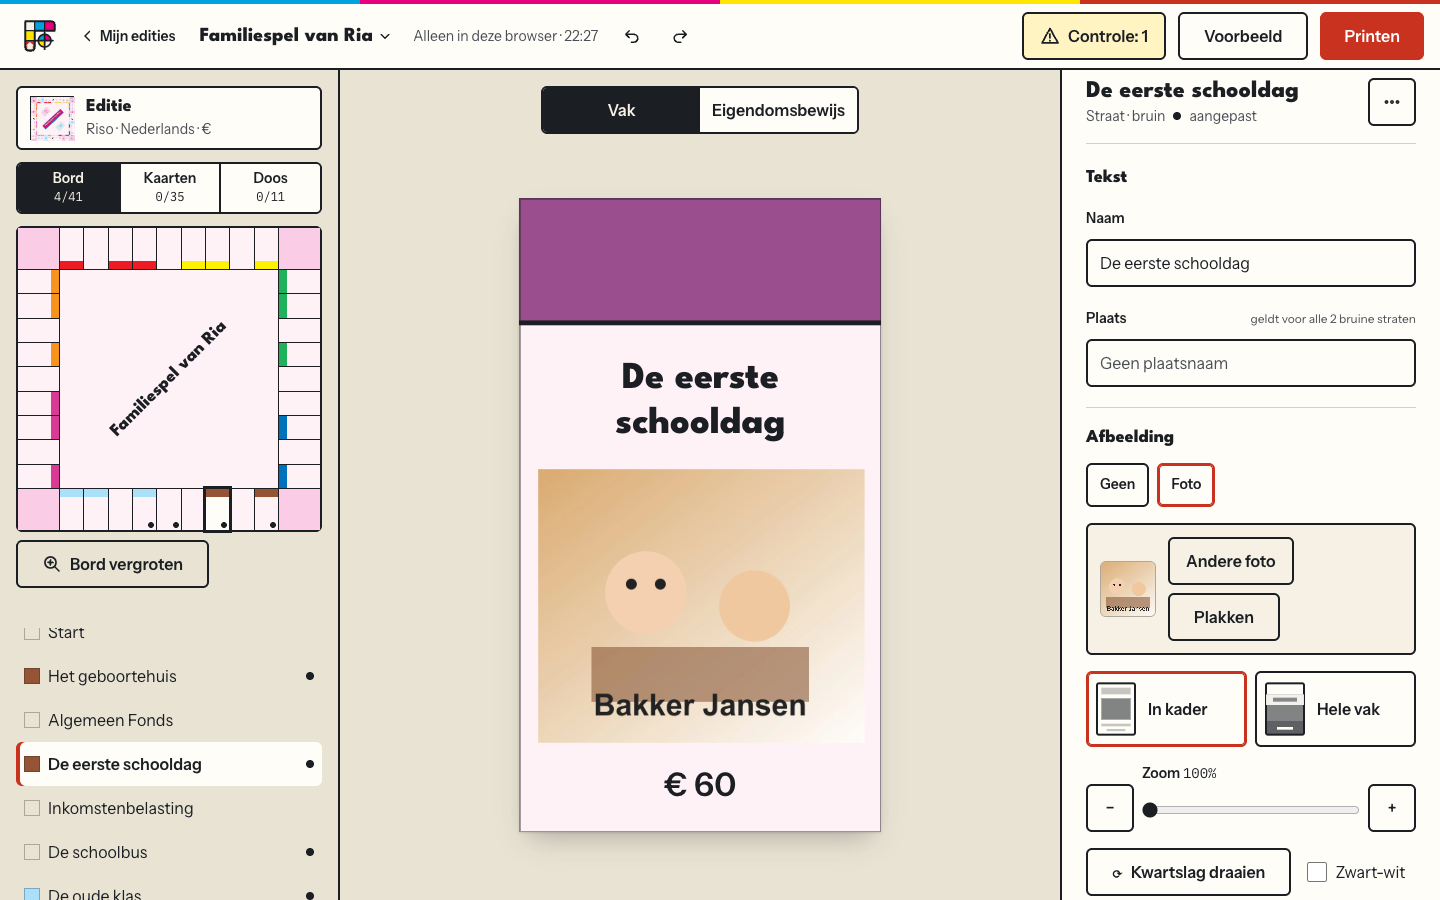 Mijn edities
Familiespel van Ria
Alleen in deze browser · 22:27
Controle: 1
Voorbeeld
Printen
Editie
Riso · Nederlands · €
Bord
4/41
Kaarten
0/35
Doos
0/11
Familiespel van Ria
Bord vergroten
Start
Het geboortehuis
Algemeen Fonds
De eerste schooldag
Inkomstenbelasting
De schoolbus
De oude klas
Vak
Eigendomsbewijs
De eerste
schooldag
Bakker Jansen
€ 60
De eerste schooldag
Straat · bruin ● aangepast
Tekst
Naam
De eerste schooldag
Plaats
geldt voor alle 2 bruine straten
Geen plaatsnaam
Afbeelding
Geen
Foto
Bakker Jansen
Andere foto
Plakken
In kader
Hele vak
Zoom 100%
Kwartslag draaien
Zwart-wit